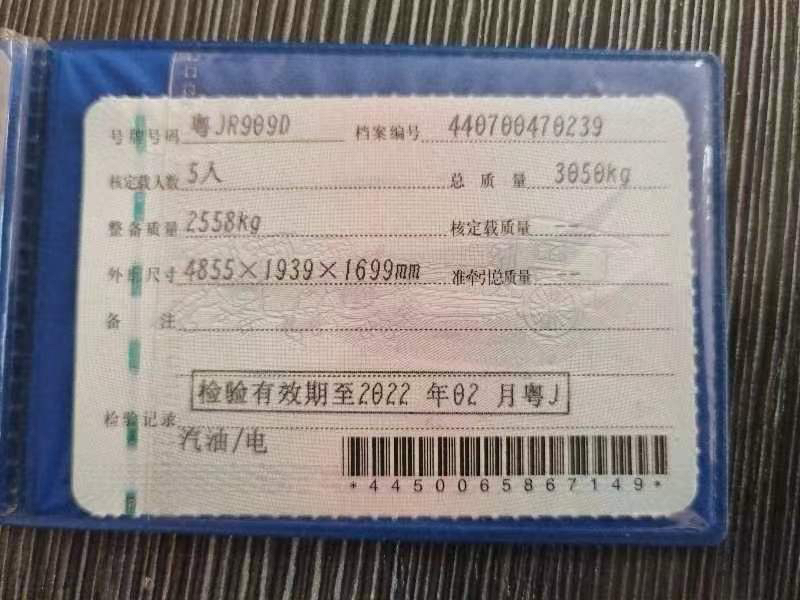 号牌号码 粤JR909D 档案编号 440700470239
核定载人数 5人 总质量 3050kg
整备质量 2558kg 核定载质量 --
外廓尺寸 4855×1939×1699mm 准牵引总质量 --
备注
检验记录 检验有效期至2022年02月粤J
汽油/电
*4450065867149*